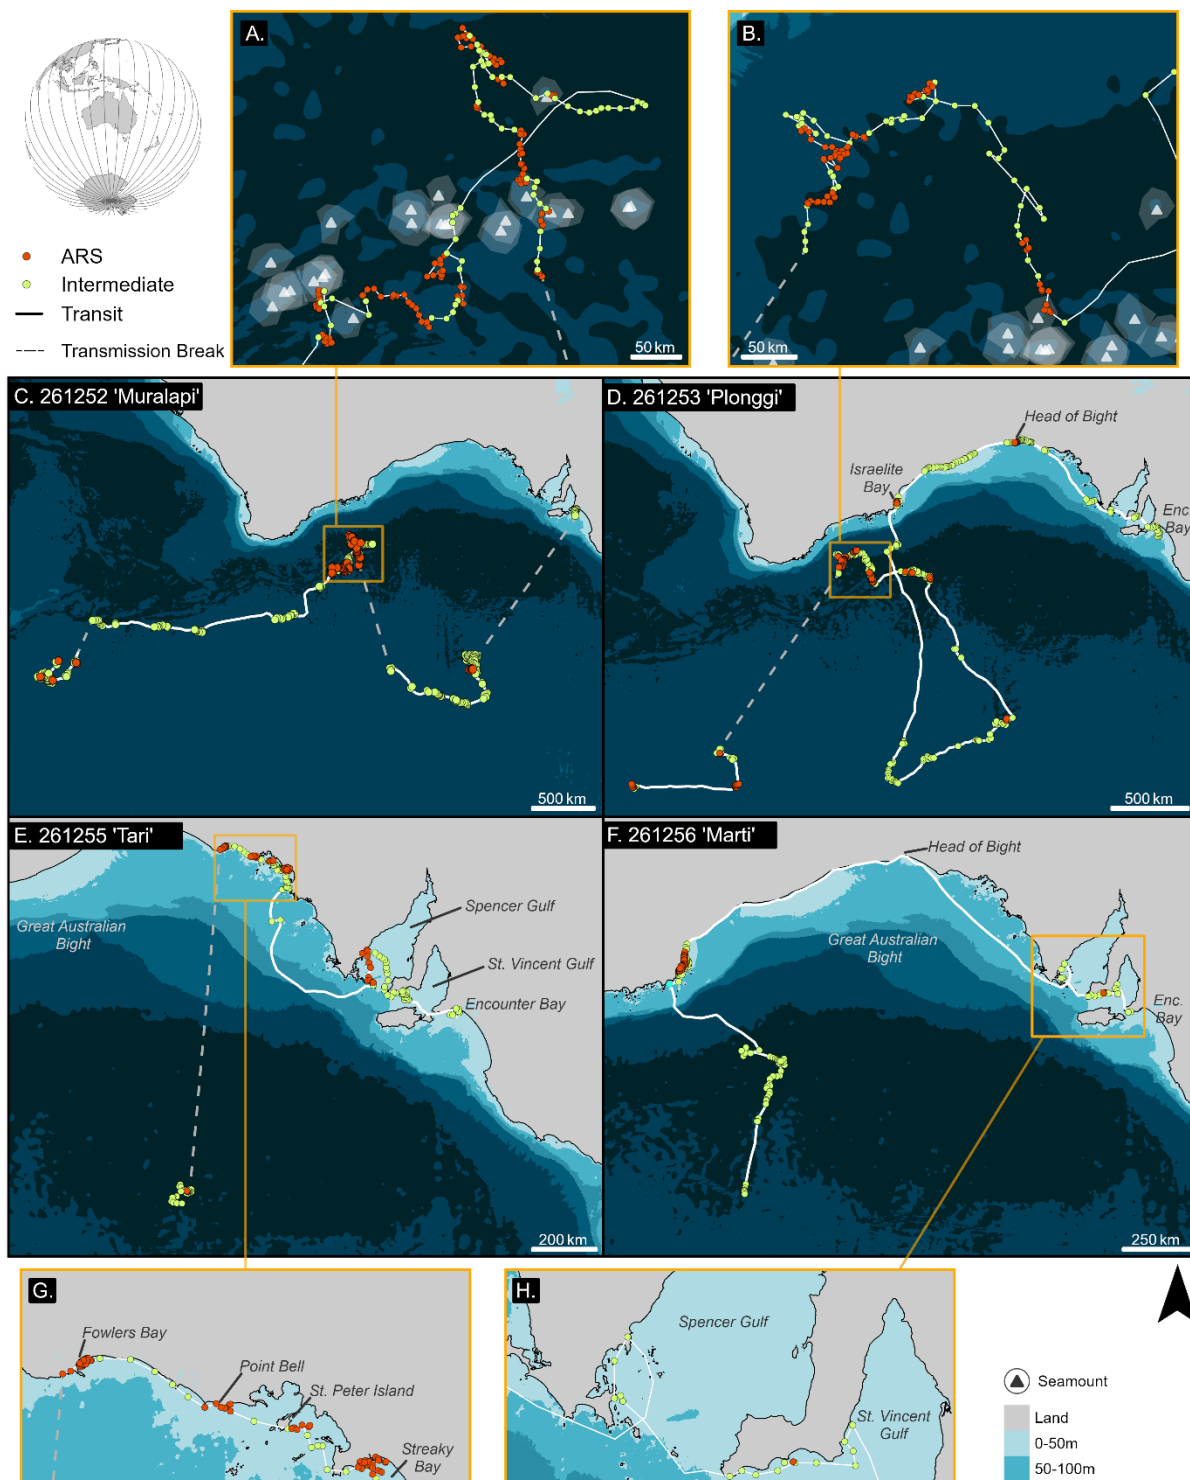 A.
B.
ARS
Intermediate
Transit
Transmission Break
50 km
50 km
C. 261252 'Muralapi'
500 km
D. 261253 'Plonggi'
Head of Bight
Israelite
Bay
Enc.
Bay
500 km
E. 261255 'Tari'
Great Australian
Bight
Spencer Gulf
St. Vincent Gulf
Encounter Bay
200 km
F. 261256 'Marti'
Head of Bight
Great Australian
Bight
Enc.
Bay
250 km
G.
Fowlers Bay
Point Bell
St. Peter Island
Streaky
Bay
H.
Spencer Gulf
St. Vincent
Gulf
Seamount
Land
0-50m
50-100m